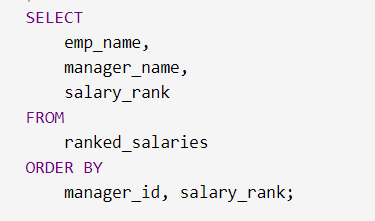 SELECT
emp_name,
manager_name,
salary_rank
FROM
ranked_salaries
ORDER BY
manager_id, salary_rank;